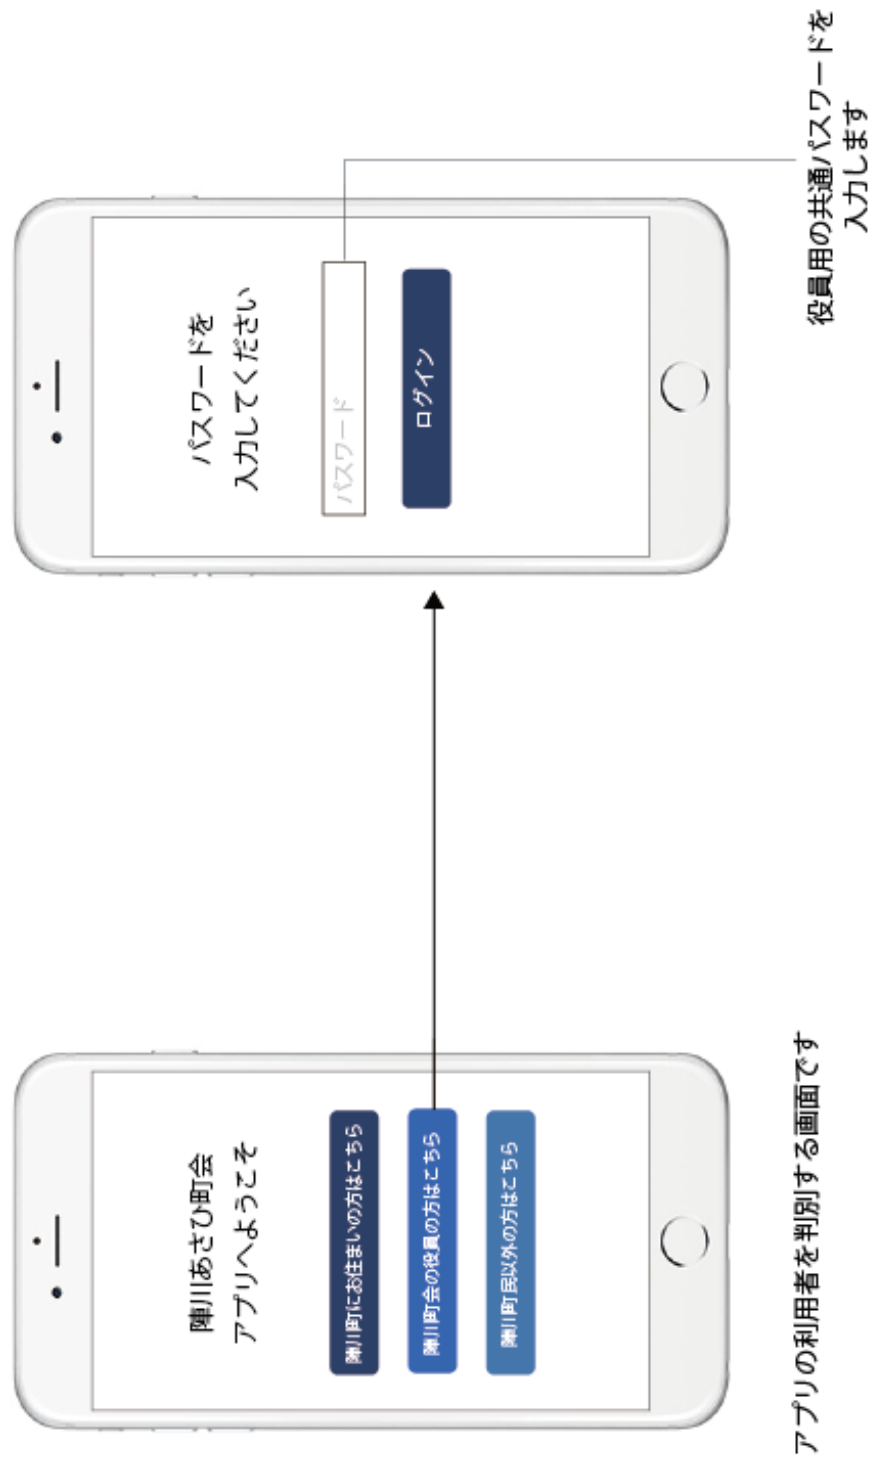 陣川あさひ町会
アプリへようこそ
陣川町にお住まいの方はこちら
陣川町会の役員の方はこちら
陣川町民以外の方はこちら
アプリの利用者を判別する画面です
パスワードを
入力してください
パスワード
ログイン
役員用の共通パスワードを
入力します